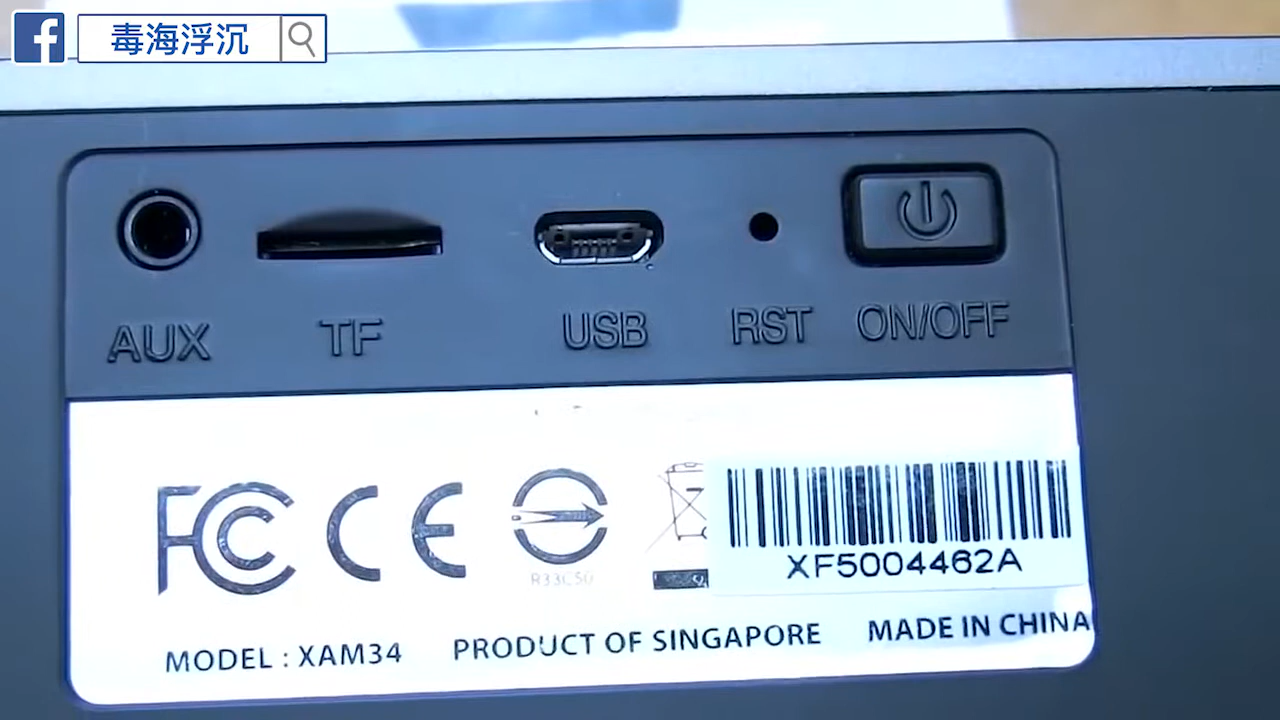 毒海浮沉
AUX
TF
USB
RST
ON/OFF
FCC CE
R33C50
XF5004462A
MODEL : XAM34
PRODUCT OF SINGAPORE
MADE IN CHINA